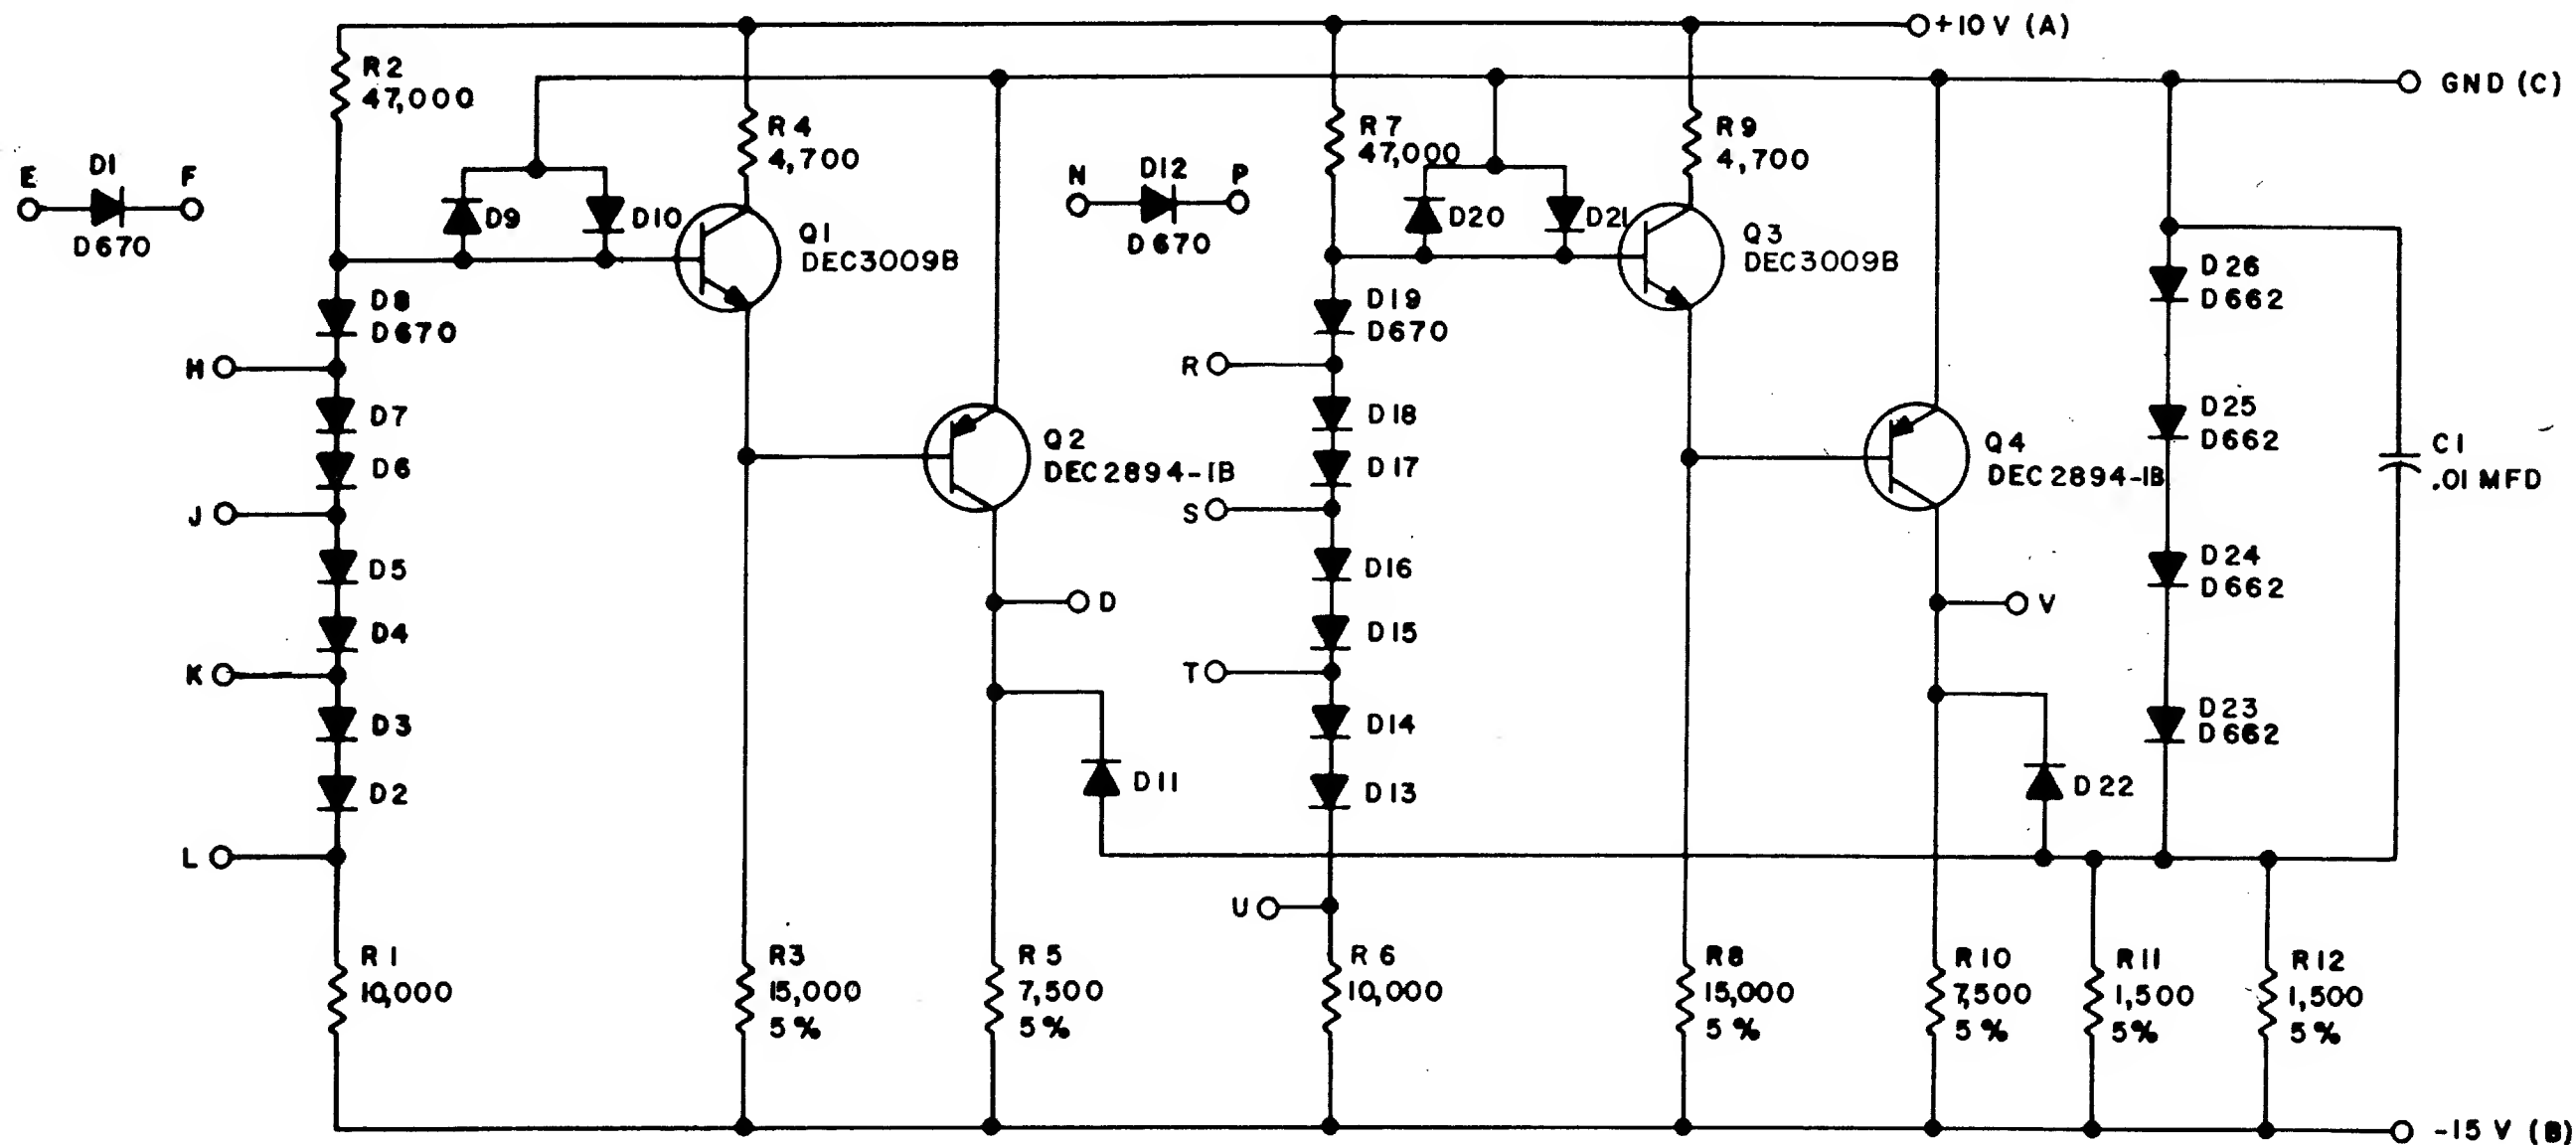 +10V (A)
GND (C)
R2
47,000
R4
4,700
R7
47,000
R9
4,700
E
D1
F
D670
N
D12
P
D670
D9
D10
Q1
DEC3009B
D20
D21
Q3
DEC3009B
D26
D662
D8
D670
D19
D670
H
R
D7
D18
D25
D662
D6
D17
Q2
DEC2894-1B
Q4
DEC2894-1B
C1
.01MFD
J
S
D5
D16
D24
D662
D
V
D4
D15
K
T
D3
D14
D23
D662
D2
D11
D13
D22
L
U
R1
10,000
R3
15,000
5%
R5
7,500
5%
R6
10,000
R8
15,000
5%
R10
7,500
5%
R11
1,500
5%
R12
1,500
5%
-15 V (B)